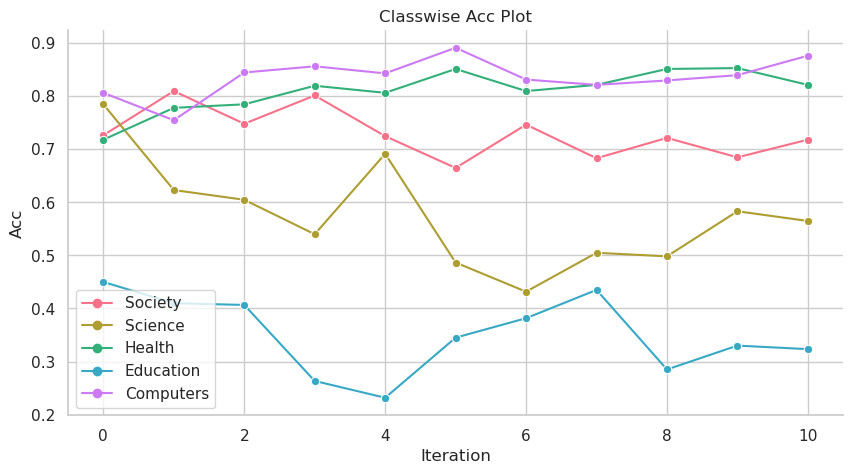 Classwise Acc Plot
0.9
0.8
0.7
0.6
0.5
0.4
0.3
0.2
Acc
Society
Science
Health
Education
Computers
0 2 4 6 8 10
Iteration